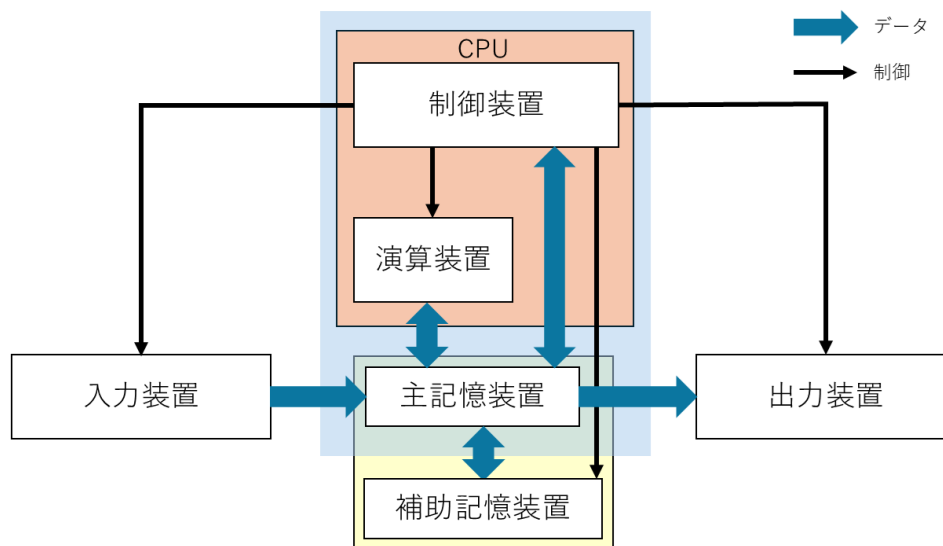 データ
制御
CPU
制御装置
演算装置
入力装置
主記憶装置
出力装置
補助記憶装置